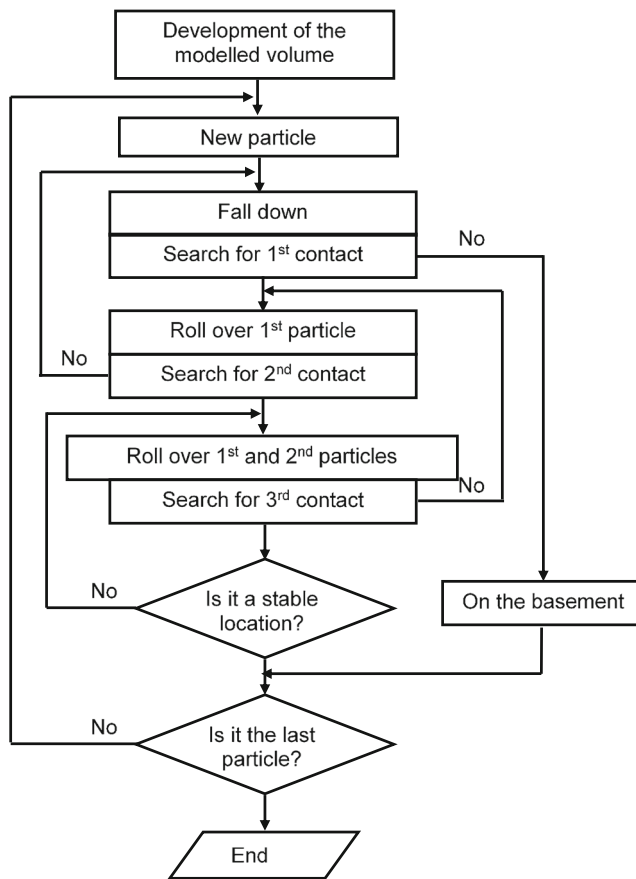 Development of the
modelled volume
New particle
Fall down
No
Search for 1st contact
Roll over 1st particle
No
Search for 2nd contact
Roll over 1st and 2nd particles
Search for 3rd contact
No
No
Is it a stable
location?
On the basement
No
Is it the last
particle?
End